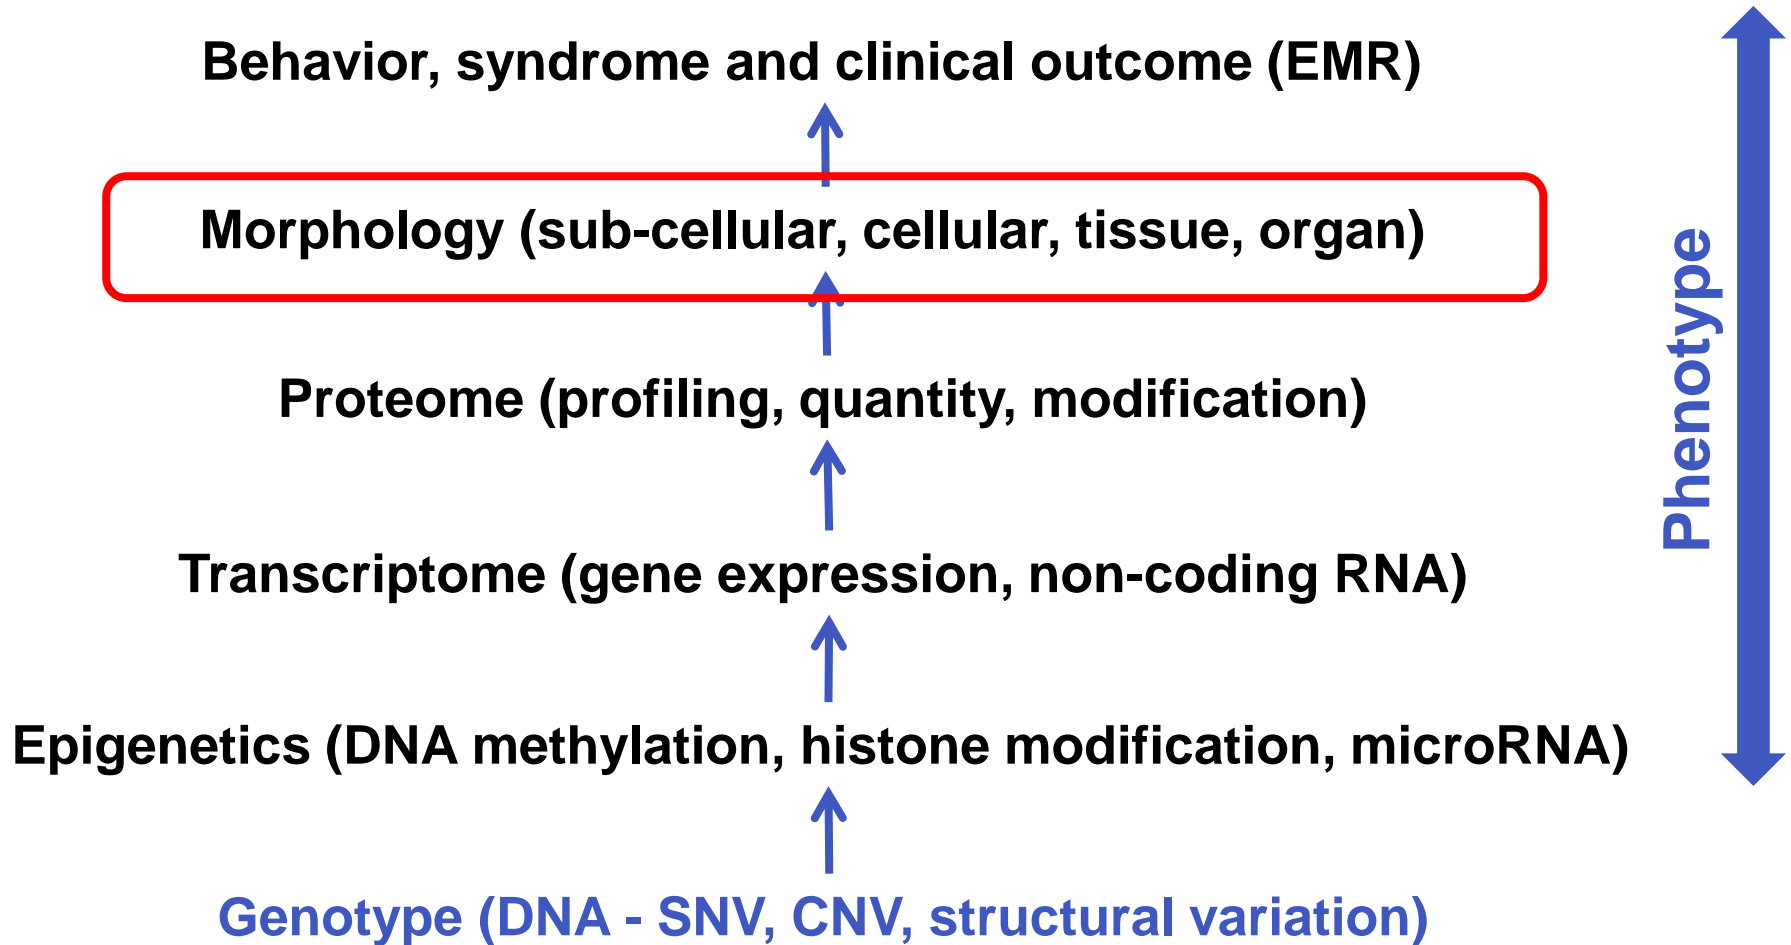 Behavior, syndrome and clinical outcome (EMR)
Morphology (sub-cellular, cellular, tissue, organ)
Proteome (profiling, quantity, modification)
Transcriptome (gene expression, non-coding RNA)
Epigenetics (DNA methylation, histone modification, microRNA)
Genotype (DNA - SNV, CNV, structural variation)
Phenotype